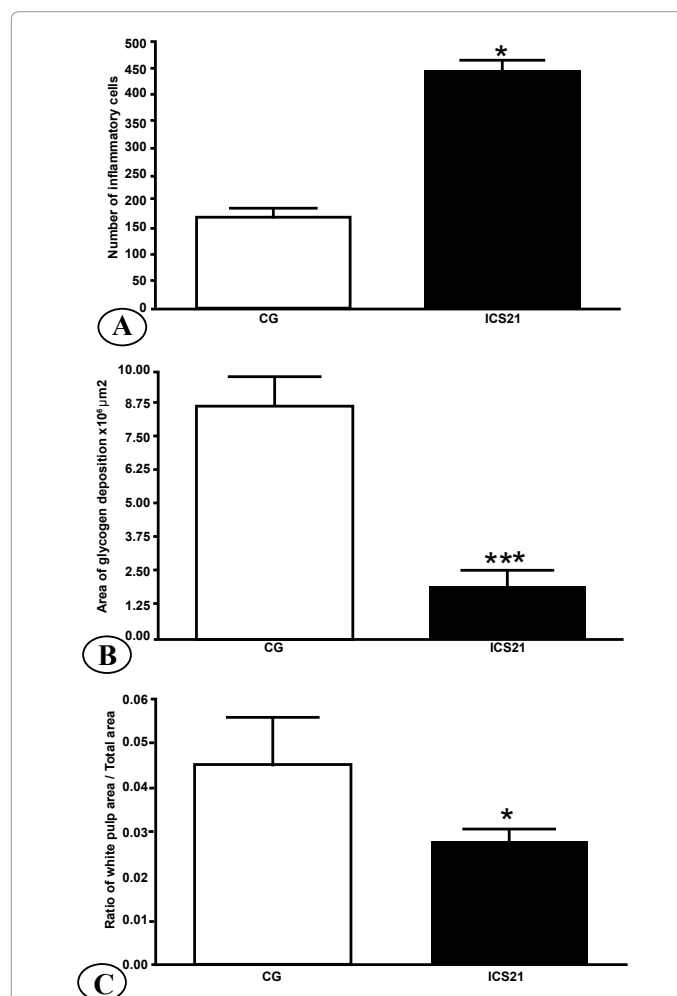 500
450
400
350
300
250
200
150
100
50
0
Number of inflammatory cells
*
CG
ICS21
A
10.00
8.75
7.50
6.25
5.00
3.75
2.50
1.25
0.00
Area of glycogen deposition x10⁶μm2
***
CG
ICS21
B
0.06
0.05
0.04
0.03
0.02
0.01
0.00
Ratio of white pulp area / Total area
*
CG
ICS21
C